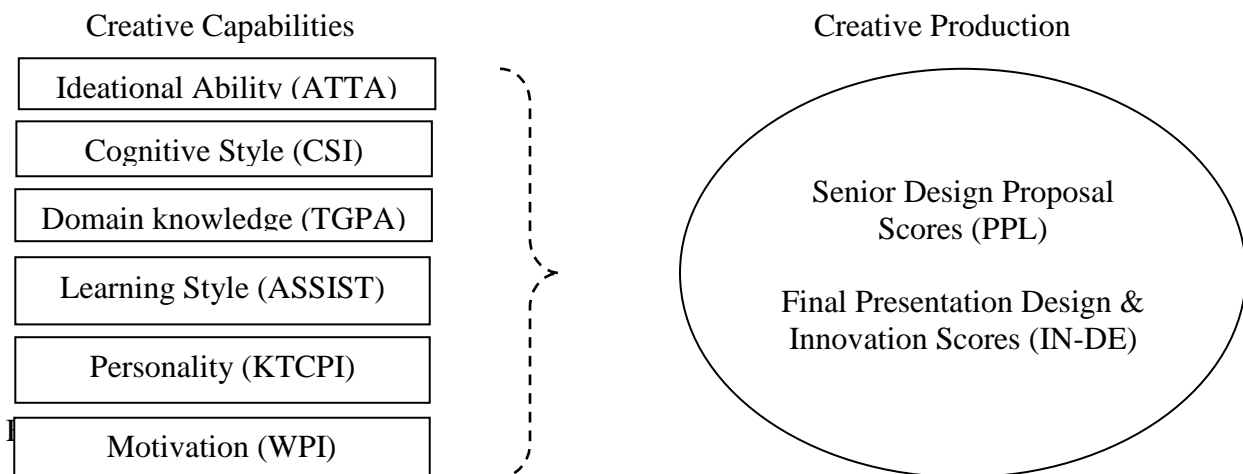 Creative Capabilities
Ideational Ability (ATTA)
Cognitive Style (CSI)
Domain knowledge (TGPA)
Learning Style (ASSIST)
Personality (KTCPI)
Motivation (WPI)
Creative Production
Senior Design Proposal
Scores (PPL)
Final Presentation Design &
Innovation Scores (IN-DE)